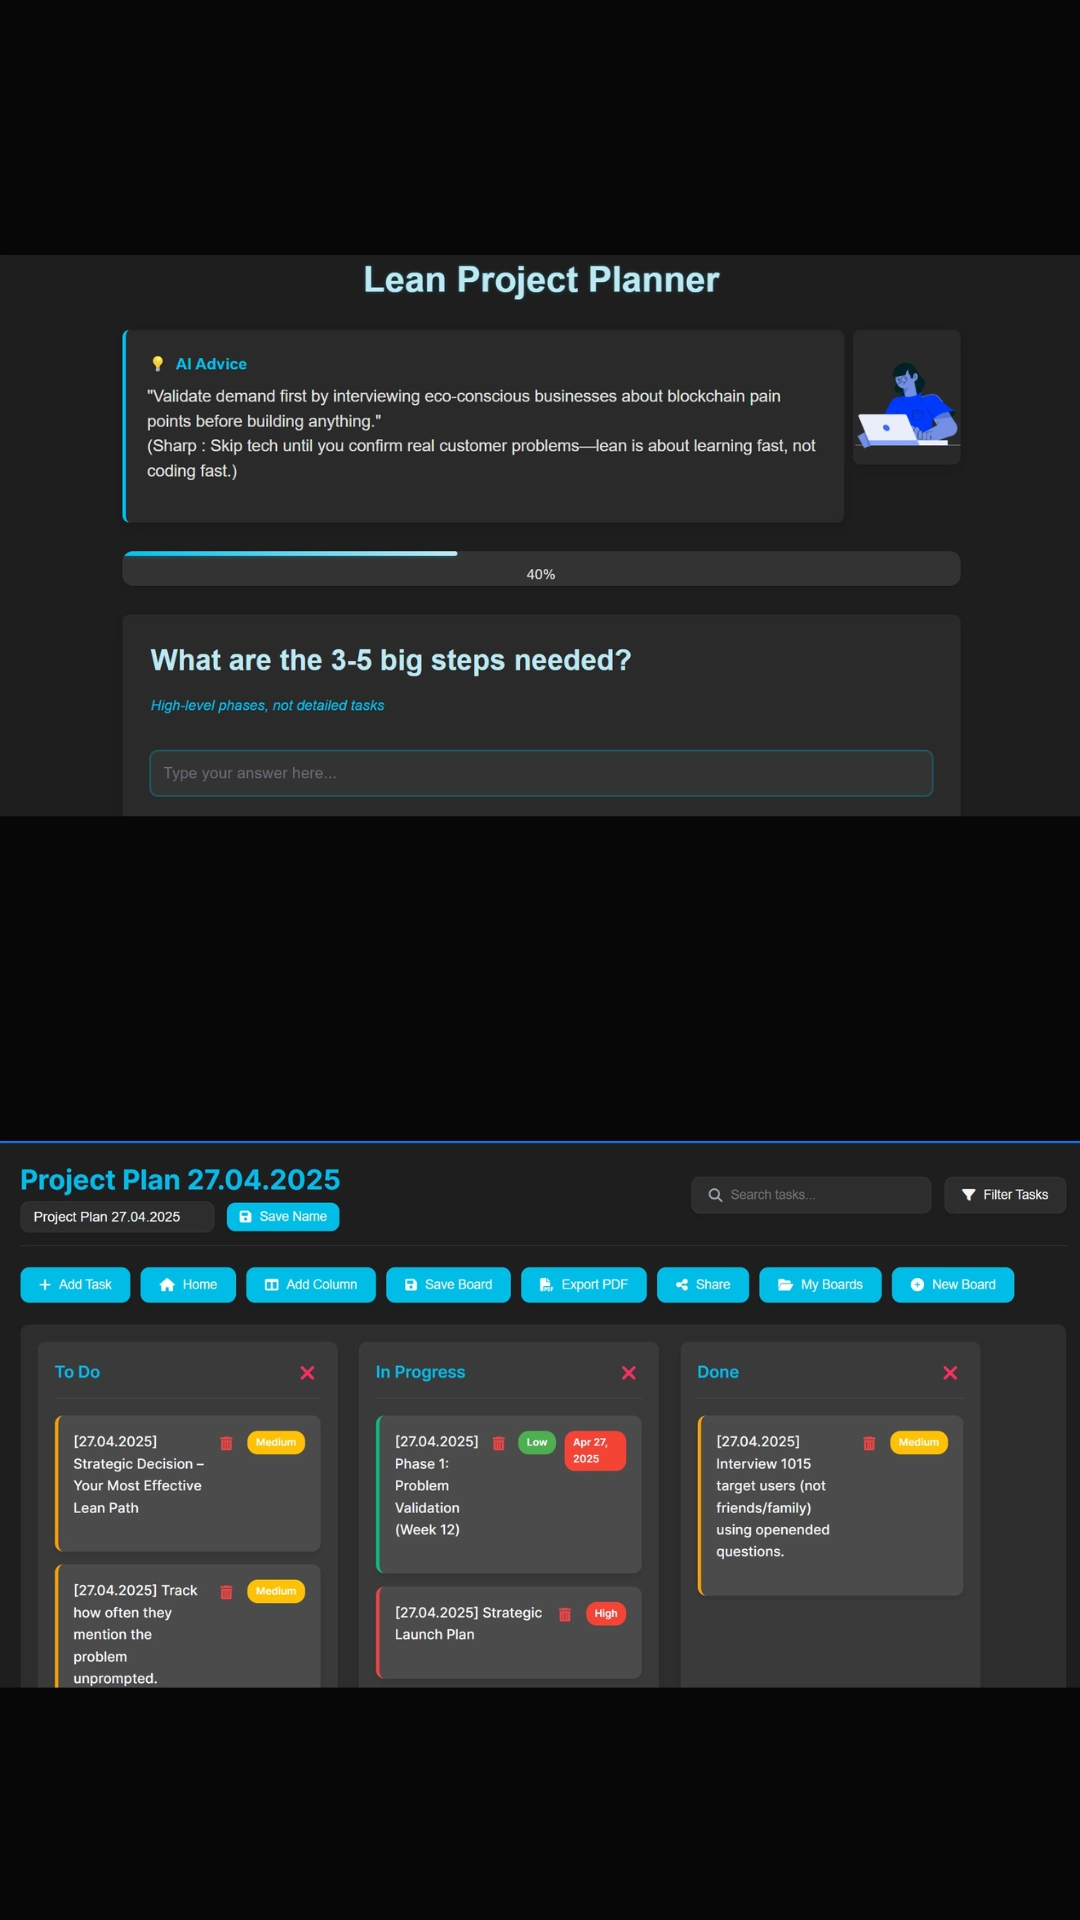 Lean Project Planner
AI Advice
"Validate demand first by interviewing eco-conscious businesses about blockchain pain
points before building anything."
(Sharp : Skip tech until you confirm real customer problems—lean is about learning fast, not
coding fast.)
40%
What are the 3-5 big steps needed?
High-level phases, not detailed tasks
Type your answer here...
Project Plan 27.04.2025
Project Plan 27.04.2025
Save Name
Search tasks...
Filter Tasks
Add Task
Home
Add Column
Save Board
Export PDF
Share
My Boards
New Board
To Do
[27.04.2025]
Strategic Decision –
Your Most Effective
Lean Path
Medium
[27.04.2025] Track
how often they
mention the
problem
unprompted.
Medium
In Progress
[27.04.2025]
Phase 1:
Problem
Validation
(Week 12)
Low
Apr 27,
2025
[27.04.2025] Strategic
Launch Plan
High
Done
[27.04.2025]
Interview 1015
target users (not
friends/family)
using openended
questions.
Medium